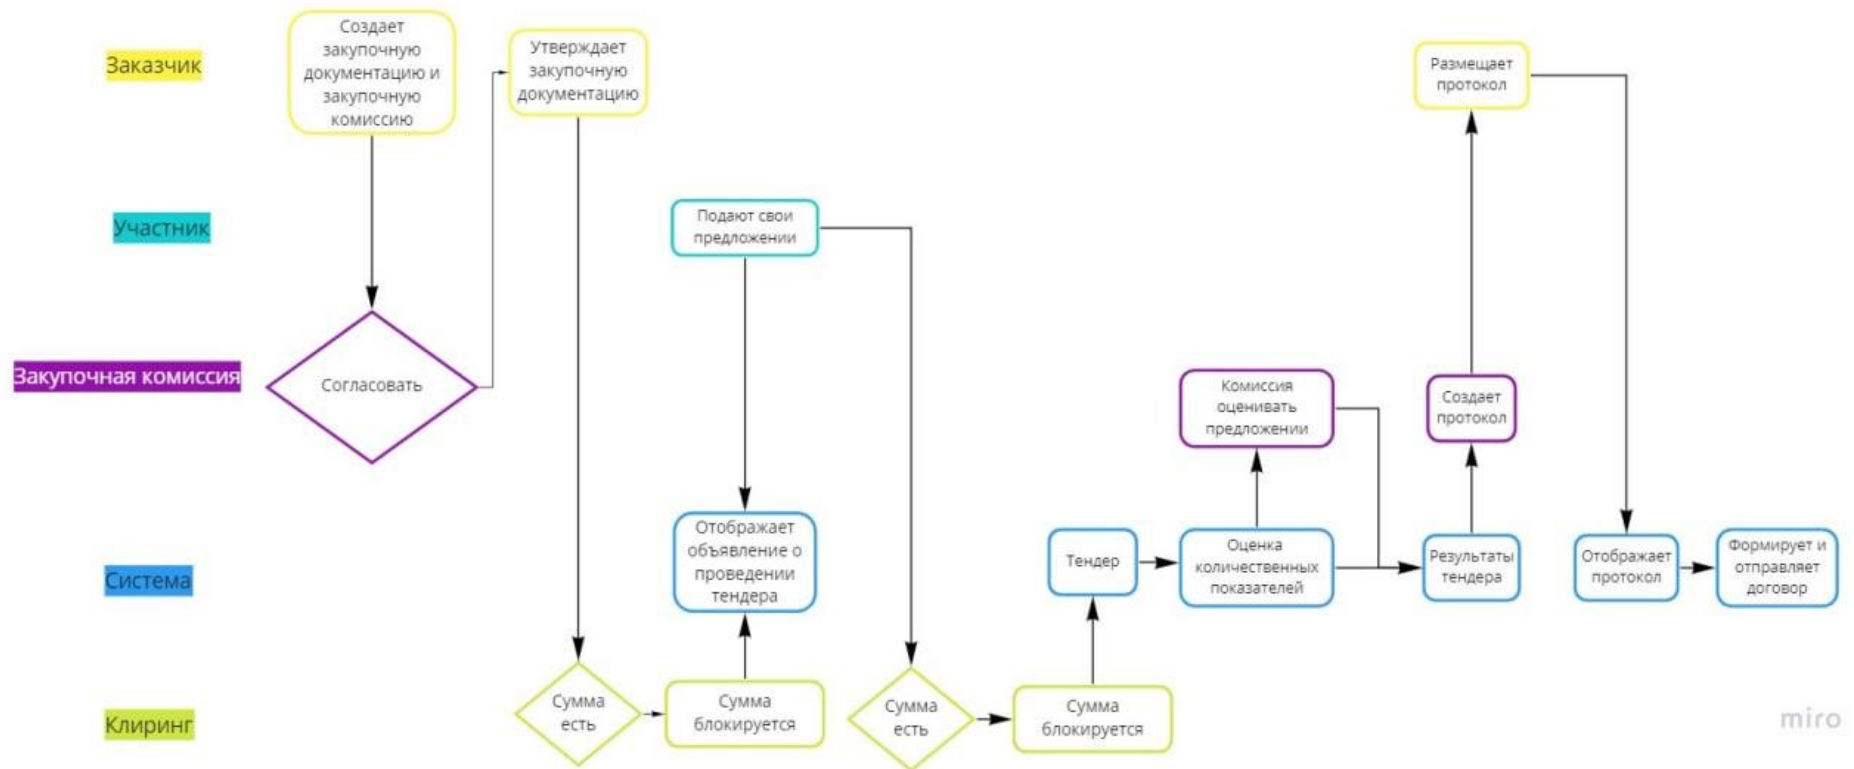 Заказчик
Создает
закупочную
документацию и
закупочную
комиссию
Утверждает
закупочную
документацию
Размещает
протокол
Участник
Подают свои
предложении
Закупочная комиссия
Согласовать
Комиссия
оценивать
предложении
Создает
протокол
Система
Отображает
объявление о
проведении
тендера
Тендер
Оценка
количественных
показателей
Результаты
тендера
Отображает
протокол
Формирует и
отправляет
договор
Клиринг
Сумма
есть
Сумма
блокируется
Сумма
есть
Сумма
блокируется
miro